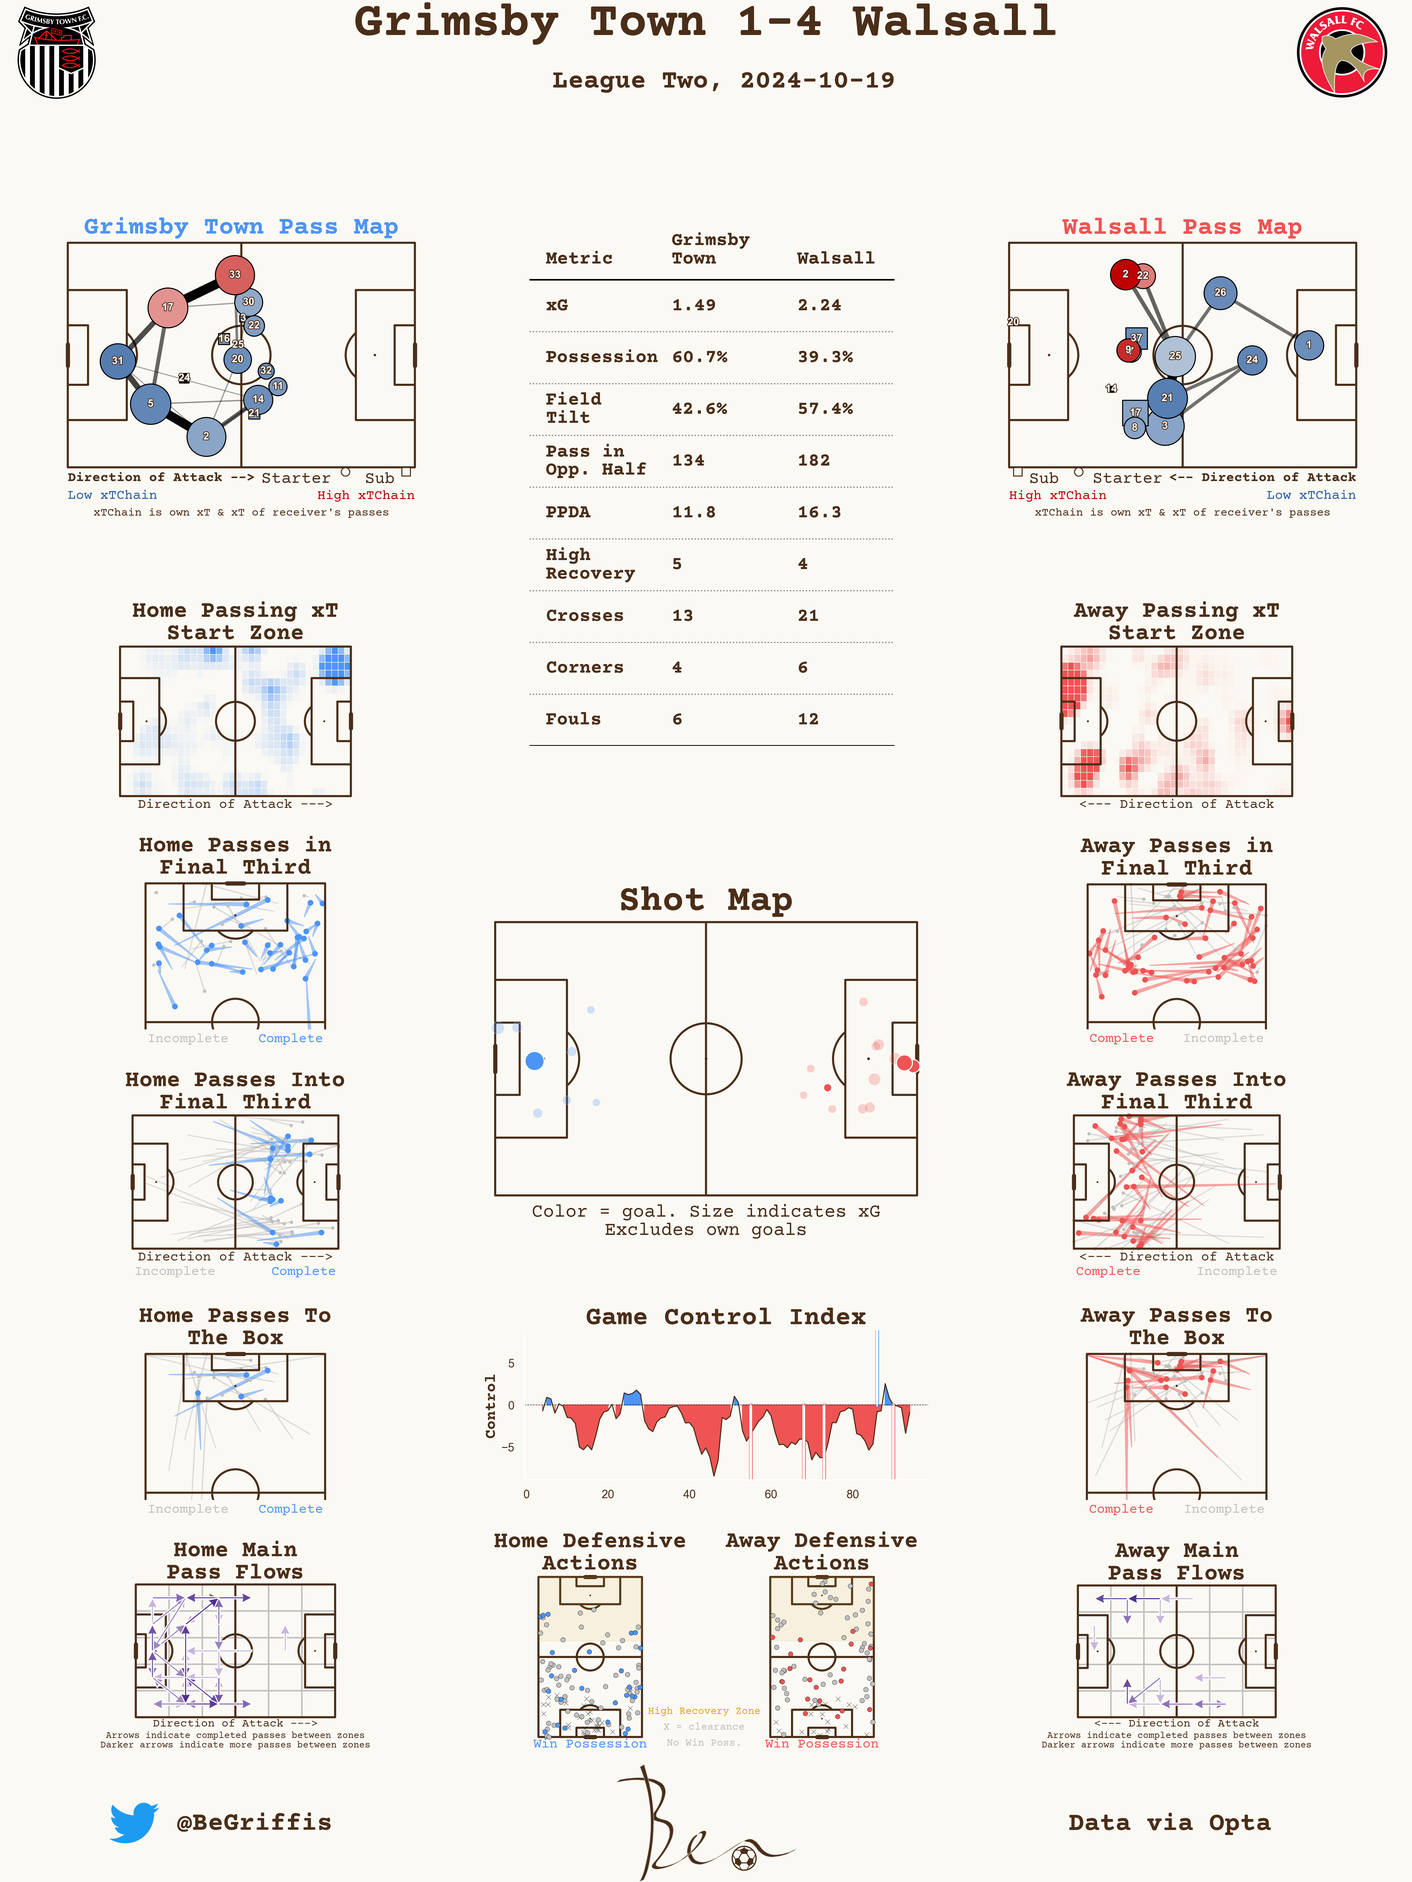 Grimsby Town 1-4 Walsall
League Two, 2024-10-19
GRIMSBY TOWN F.C.
WALSALL FC
Grimsby Town Pass Map
33
17
30
3
22
16
25
31
20
32
24
11
5
14
21
2
Direction of Attack --> Starter Sub
Low xTChain High xTChain
xTChain is own xT & xT of receiver's passes
Metric Grimsby Town Walsall
xG 1.49 2.24
Possession 60.7% 39.3%
Field Tilt 42.6% 57.4%
Pass in Opp. Half 134 182
PPDA 11.8 16.3
High Recovery 5 4
Crosses 13 21
Corners 4 6
Fouls 6 12
Walsall Pass Map
2 22
26
20
37
9
25
1
24
14
21
17
8
3
Sub Starter <-- Direction of Attack
High xTChain Low xTChain
xTChain is own xT & xT of receiver's passes
Home Passing xT
Start Zone
Direction of Attack --->
Away Passing xT
Start Zone
<--- Direction of Attack
Home Passes in
Final Third
Incomplete Complete
Away Passes in
Final Third
Complete Incomplete
Shot Map
Color = goal. Size indicates xG
Excludes own goals
Home Passes Into
Final Third
Direction of Attack --->
Incomplete Complete
Away Passes Into
Final Third
<--- Direction of Attack
Complete Incomplete
Home Passes To
The Box
Incomplete Complete
Game Control Index
Control
5
0
−5
0 20 40 60 80
Away Passes To
The Box
Complete Incomplete
Home Main
Pass Flows
Direction of Attack --->
Arrows indicate completed passes between zones
Darker arrows indicate more passes between zones
Home Defensive
Actions
Win Possession
Away Defensive
Actions
Win Possession
High Recovery Zone
X = clearance
No Win Poss.
Away Main
Pass Flows
<--- Direction of Attack
Arrows indicate completed passes between zones
Darker arrows indicate more passes between zones
@BeGriffis
Ben
Data via Opta